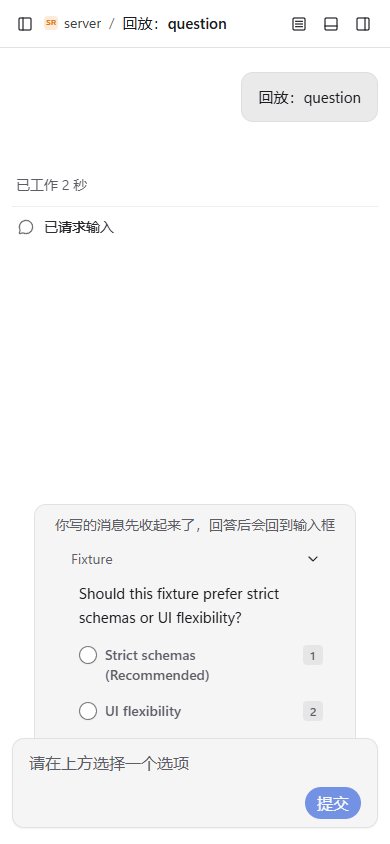 SR server / 回放：question
回放：question
已工作 2 秒
已请求输入
你写的消息先收起来了，回答后会回到输入框
Fixture
Should this fixture prefer strict
schemas or UI flexibility?
Strict schemas 1
(Recommended)
UI flexibility 2
请在上方选择一个选项
提交